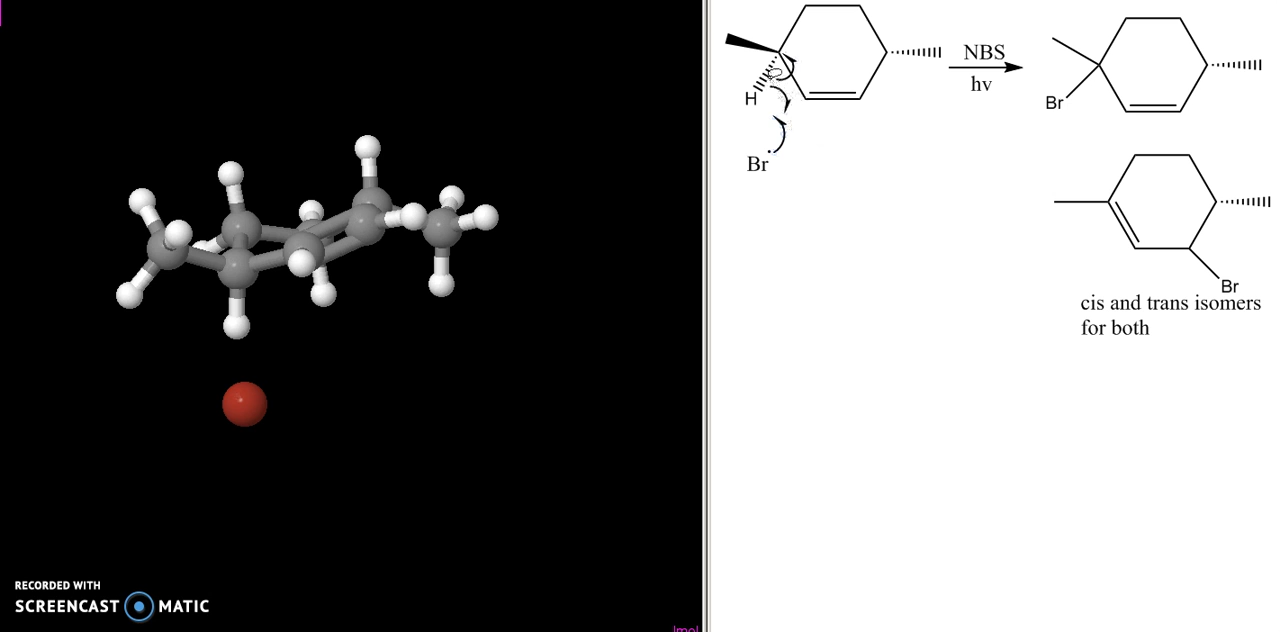 RECORDED WITH
SCREENCAST MATIC
Jmol
H
Br
NBS
hv
Br
Br
cis and trans isomers
for both